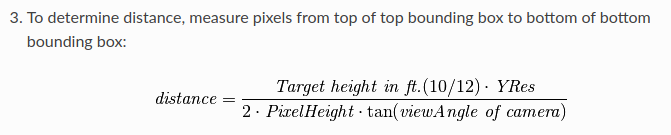 3. To determine distance, measure pixels from top of top bounding box to bottom of bottom
bounding box:
distance = Target height in ft.(10/12) · YRes / 2 · PixelHeight · tan(viewAngle of camera)